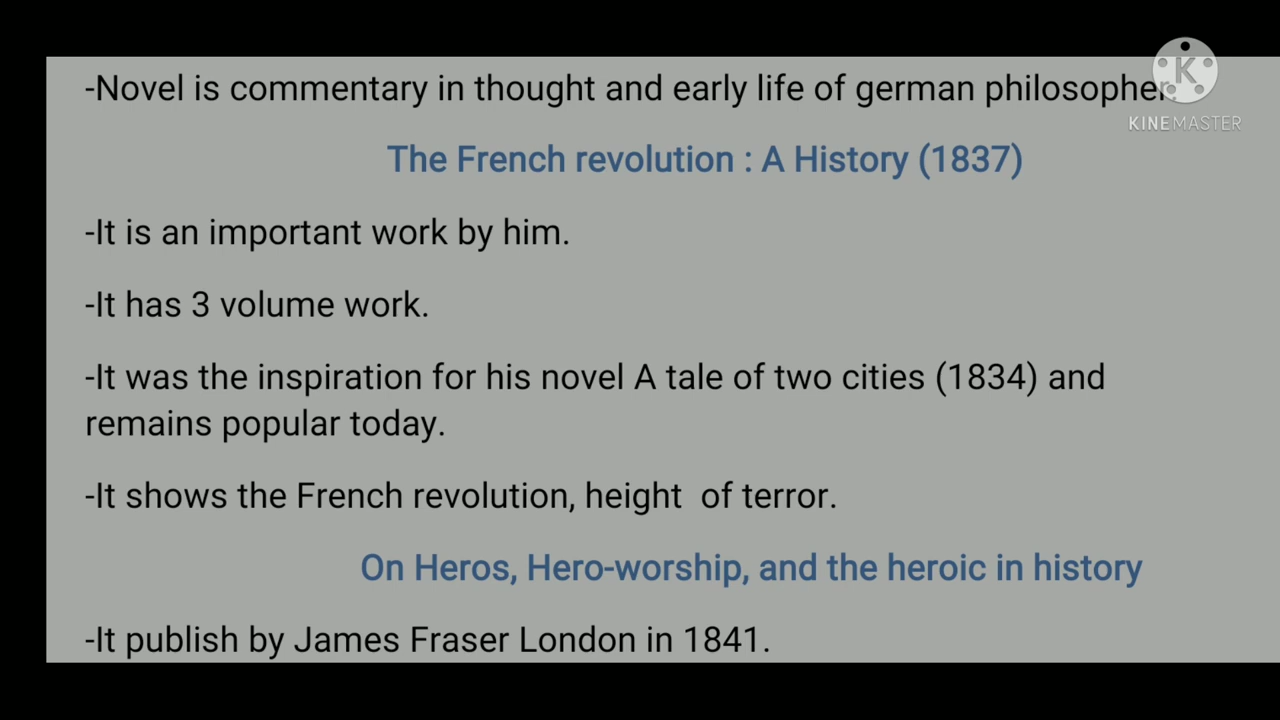 -Novel is commentary in thought and early life of german philosopher.
KINEMASTER
The French revolution : A History (1837)
-It is an important work by him.
-It has 3 volume work.
-It was the inspiration for his novel A tale of two cities (1834) and
remains popular today.
-It shows the French revolution, height  of terror.
On Heros, Hero-worship, and the heroic in history
-It publish by James Fraser London in 1841.